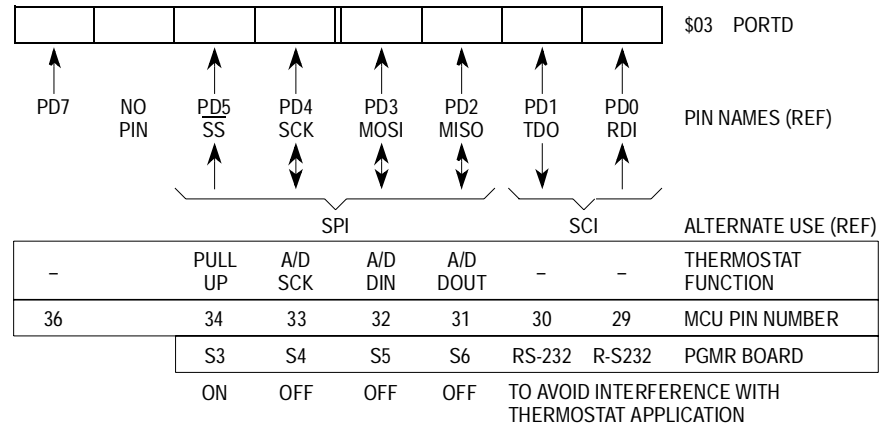 $03 PORTD
PD7 NO PIN PD5 SS PD4 SCK PD3 MOSI PD2 MISO PD1 TDO PD0 RDI PIN NAMES (REF)
SPI SCI ALTERNATE USE (REF)
– PULL UP A/D SCK A/D DIN A/D DOUT – – THERMOSTAT FUNCTION
36 34 33 32 31 30 29 MCU PIN NUMBER
S3 S4 S5 S6 RS-232 R-S232 PGMR BOARD
ON OFF OFF OFF TO AVOID INTERFERENCE WITH
THERMOSTAT APPLICATION